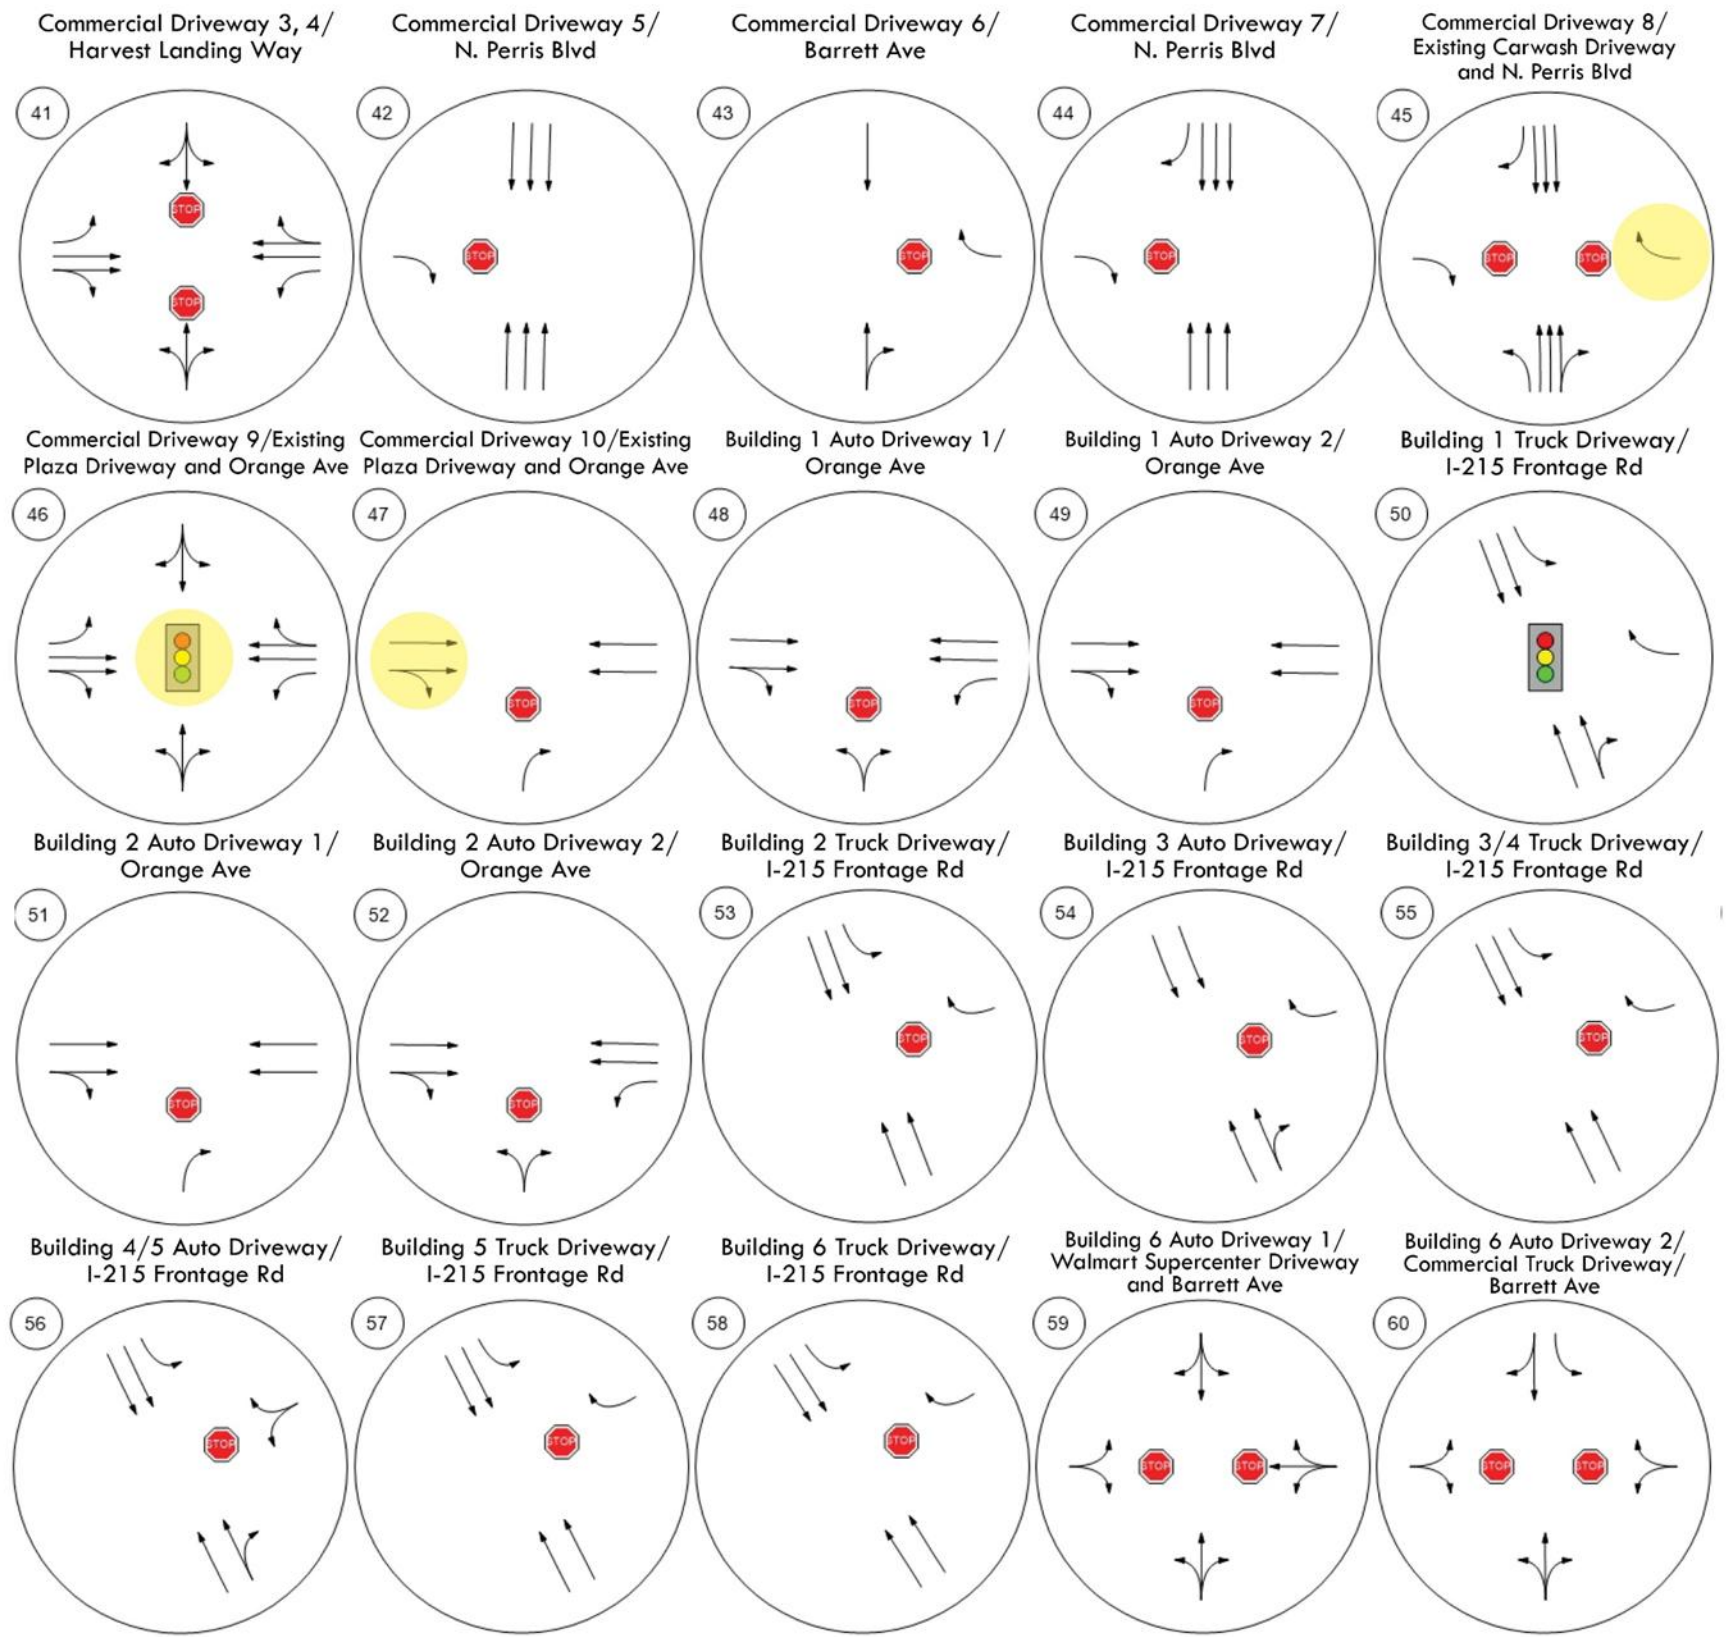 Commercial Driveway 3, 4/
Harvest Landing Way
Commercial Driveway 5/
N. Perris Blvd
Commercial Driveway 6/
Barrett Ave
Commercial Driveway 7/
N. Perris Blvd
Commercial Driveway 8/
Existing Carwash Driveway
and N. Perris Blvd
41
STOP
STOP
42
STOP
43
STOP
44
STOP
45
STOP
STOP
Commercial Driveway 9/Existing
Plaza Driveway and Orange Ave
Commercial Driveway 10/Existing
Plaza Driveway and Orange Ave
Building 1 Auto Driveway 1/
Orange Ave
Building 1 Auto Driveway 2/
Orange Ave
Building 1 Truck Driveway/
I-215 Frontage Rd
46
47
STOP
48
STOP
49
STOP
50
Building 2 Auto Driveway 1/
Orange Ave
Building 2 Auto Driveway 2/
Orange Ave
Building 2 Truck Driveway/
I-215 Frontage Rd
Building 3 Auto Driveway/
I-215 Frontage Rd
Building 3/4 Truck Driveway/
I-215 Frontage Rd
51
STOP
52
STOP
53
STOP
54
STOP
55
STOP
Building 4/5 Auto Driveway/
I-215 Frontage Rd
Building 5 Truck Driveway/
I-215 Frontage Rd
Building 6 Truck Driveway/
I-215 Frontage Rd
Building 6 Auto Driveway 1/
Walmart Supercenter Driveway
and Barrett Ave
Building 6 Auto Driveway 2/
Commercial Truck Driveway/
Barrett Ave
56
STOP
57
STOP
58
STOP
59
STOP
STOP
60
STOP
STOP